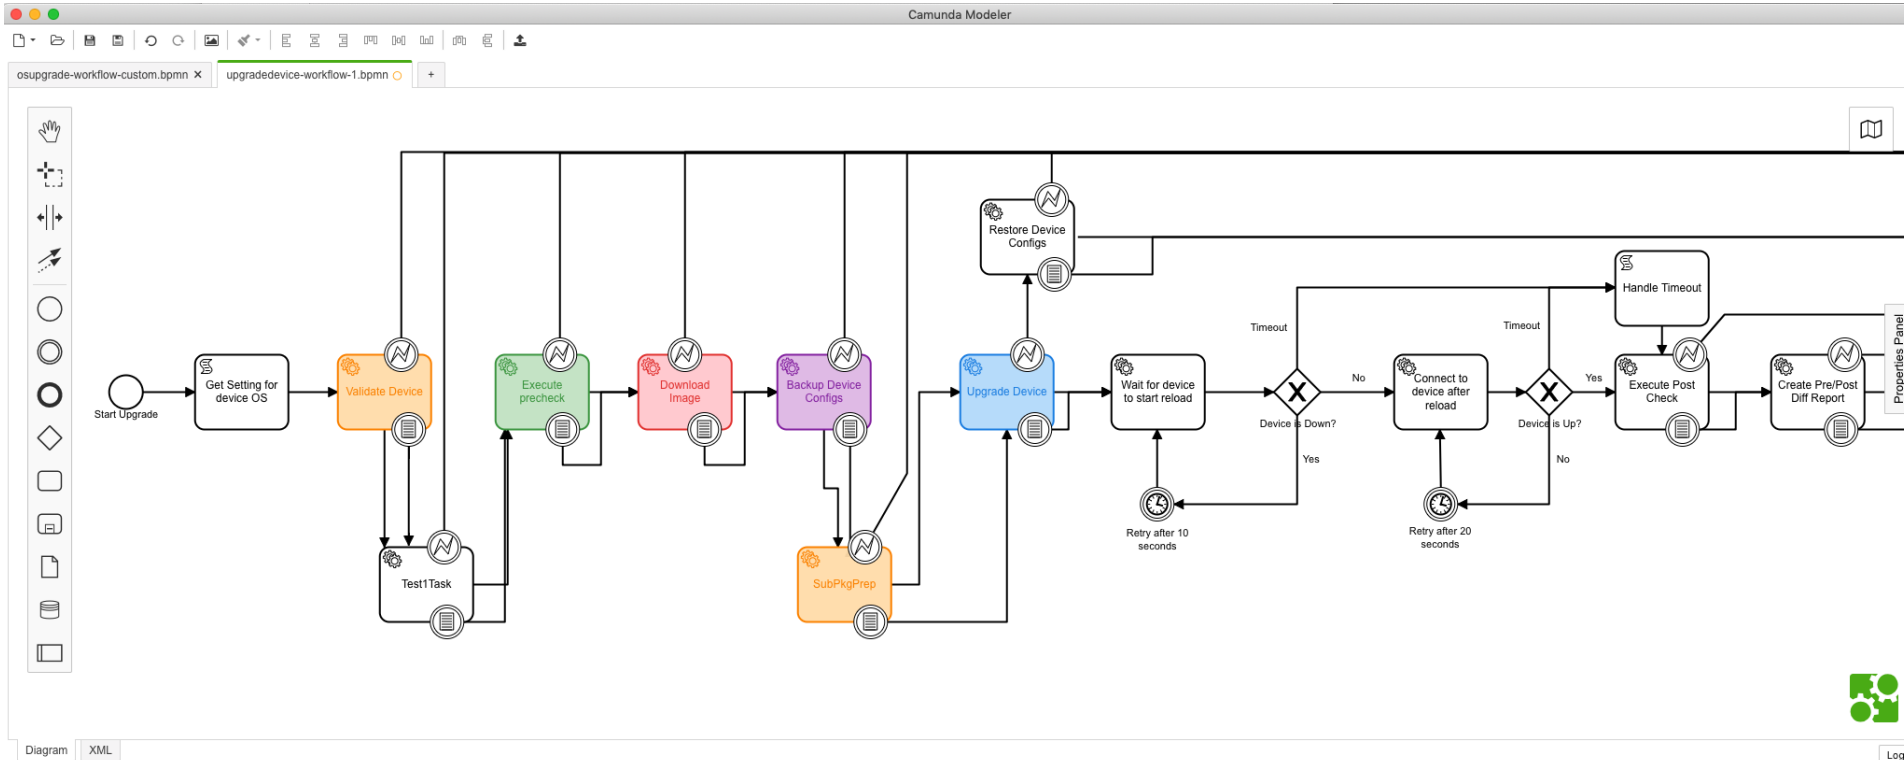 Camunda Modeler
osupgrade-workflow-custom.bpmn
upgradedevice-workflow-1.bpmn
+
Restore Device
Configs
Handle Timeout
Timeout
Timeout
Properties Panel
Start Upgrade
Get Setting for
device OS
Validate Device
Execute
precheck
Download
Image
Backup Device
Configs
Upgrade Device
Wait for device
to start reload
No
Device is Down?
Yes
Connect to
device after
reload
Yes
Device is Up?
No
Execute Post
Check
Create Pre/Post
Diff Report
Retry after 10
seconds
Retry after 20
seconds
Test1Task
SubPkgPrep
Diagram
XML
Log